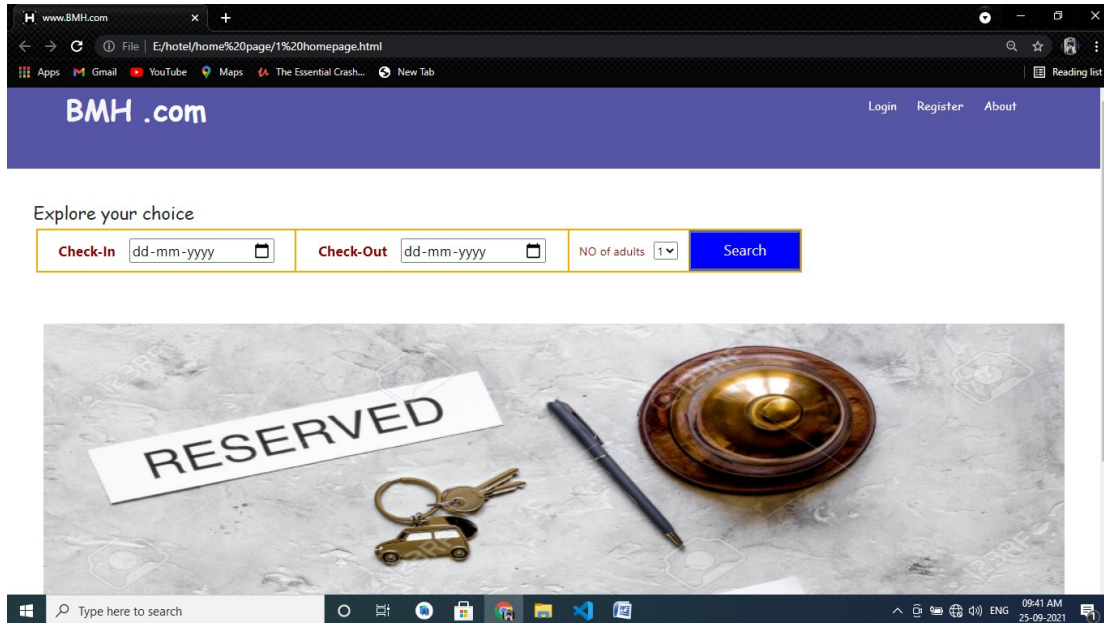 H www.BMH.com
File E:/hotel/home%20page/1%20homepage.html
Apps Gmail YouTube Maps The Essential Crash... New Tab Reading list
BMH .com Login Register About
Explore your choice
Check-In dd-mm-yyyy Check-Out dd-mm-yyyy NO of adults 1 Search
RESERVED
123RF
Type here to search ENG 09:41 AM
25-09-2021
1